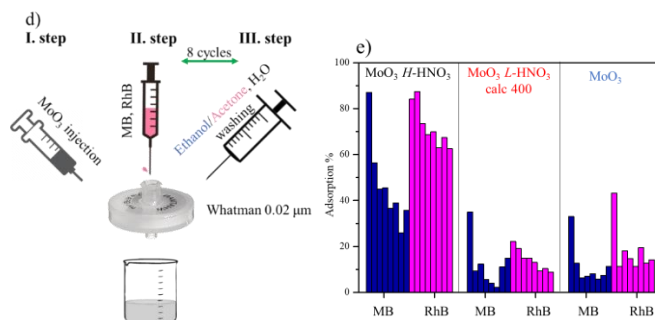 d)
I. step
II. step
III. step
8 cycles
MoO₃ injection
MB, RhB
Ethanol/Acetone, H₂O
washing
Whatman 0.02 µm
e)
MoO₃ H-HNO₃
MoO₃ L-HNO₃
calc 400
MoO₃
Adsorption %
100
80
60
40
20
0
MB
RhB
MB
RhB
MB
RhB